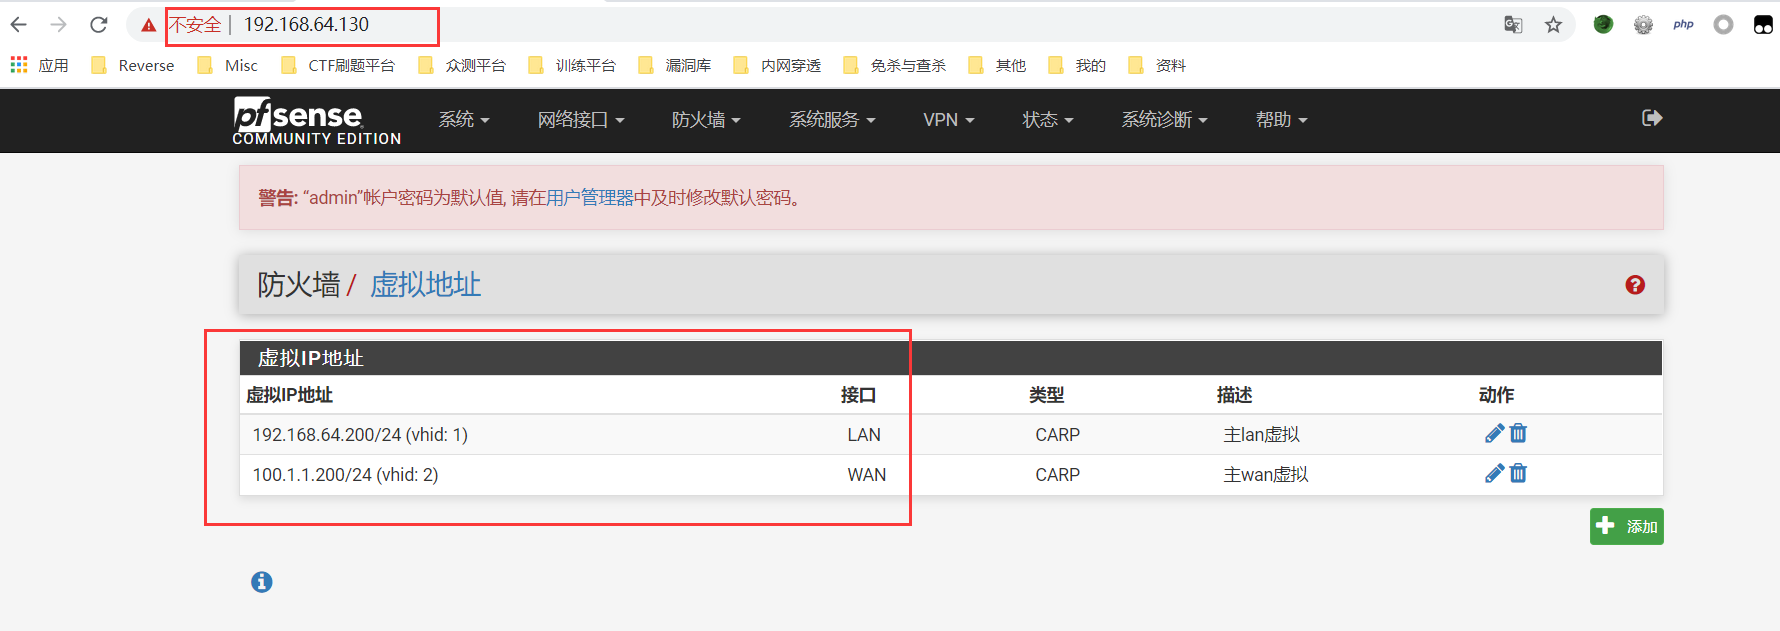 不安全 | 192.168.64.130
php
应用 Reverse Misc CTF刷题平台 众测平台 训练平台 漏洞库 内网穿透 免杀与查杀 其他 我的 资料
pfsense
COMMUNITY EDITION
系统 网络接口 防火墙 系统服务 VPN 状态 系统诊断 帮助
警告: “admin”帐户密码为默认值, 请在用户管理器中及时修改默认密码。
防火墙 / 虚拟地址
虚拟IP地址
虚拟IP地址 接口 类型 描述 动作
192.168.64.200/24 (vhid: 1) LAN CARP 主lan虚拟
100.1.1.200/24 (vhid: 2) WAN CARP 主wan虚拟
添加